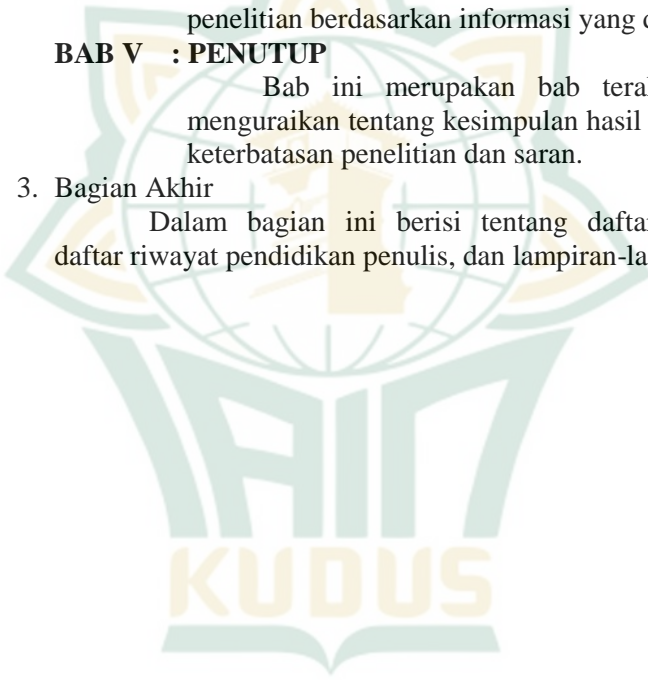 penelitian berdasarkan informasi yang
BAB V : PENUTUP
Bab ini merupakan bab
menguraikan tentang kesimpulan hasil
keterbatasan penelitian dan saran.
3. Bagian Akhir
Dalam bagian ini berisi tentang
daftar riwayat pendidikan penulis, dan
IAIN
KUDUS